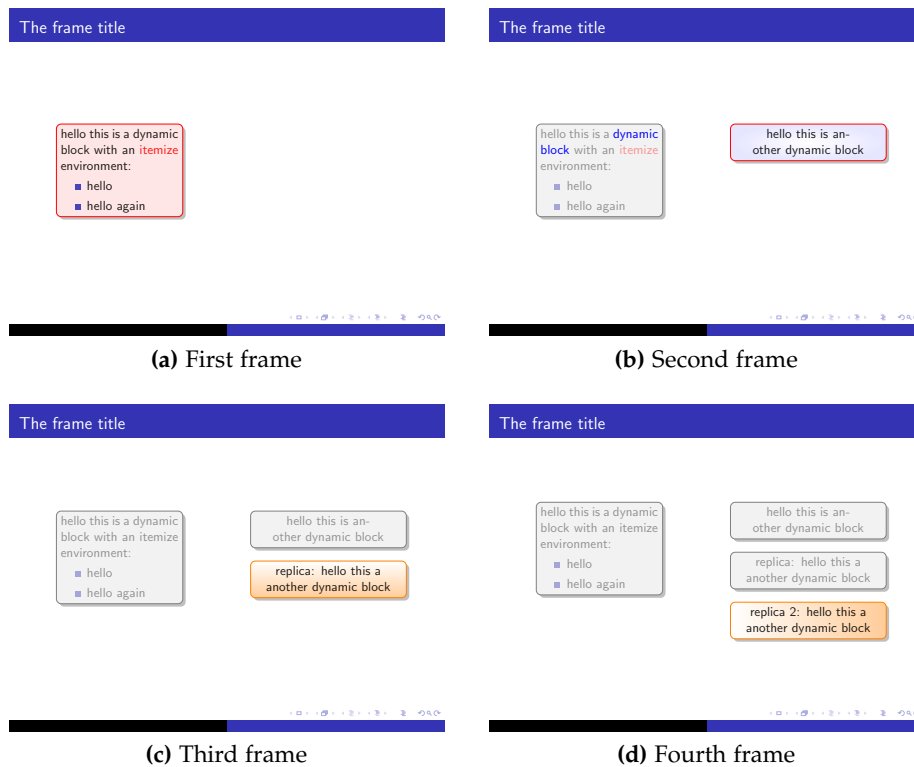 The frame title
hello this is a dynamic
block with an itemize
environment:
hello
hello again
(a) First frame
The frame title
hello this is a dynamic
block with an itemize
environment:
hello
hello again
hello this is an-
other dynamic block
(b) Second frame
The frame title
hello this is a dynamic
block with an itemize
environment:
hello
hello again
hello this is an-
other dynamic block
replica: hello this a
another dynamic block
(c) Third frame
The frame title
hello this is a dynamic
block with an itemize
environment:
hello
hello again
hello this is an-
other dynamic block
replica: hello this a
another dynamic block
replica 2: hello this a
another dynamic block
(d) Fourth frame